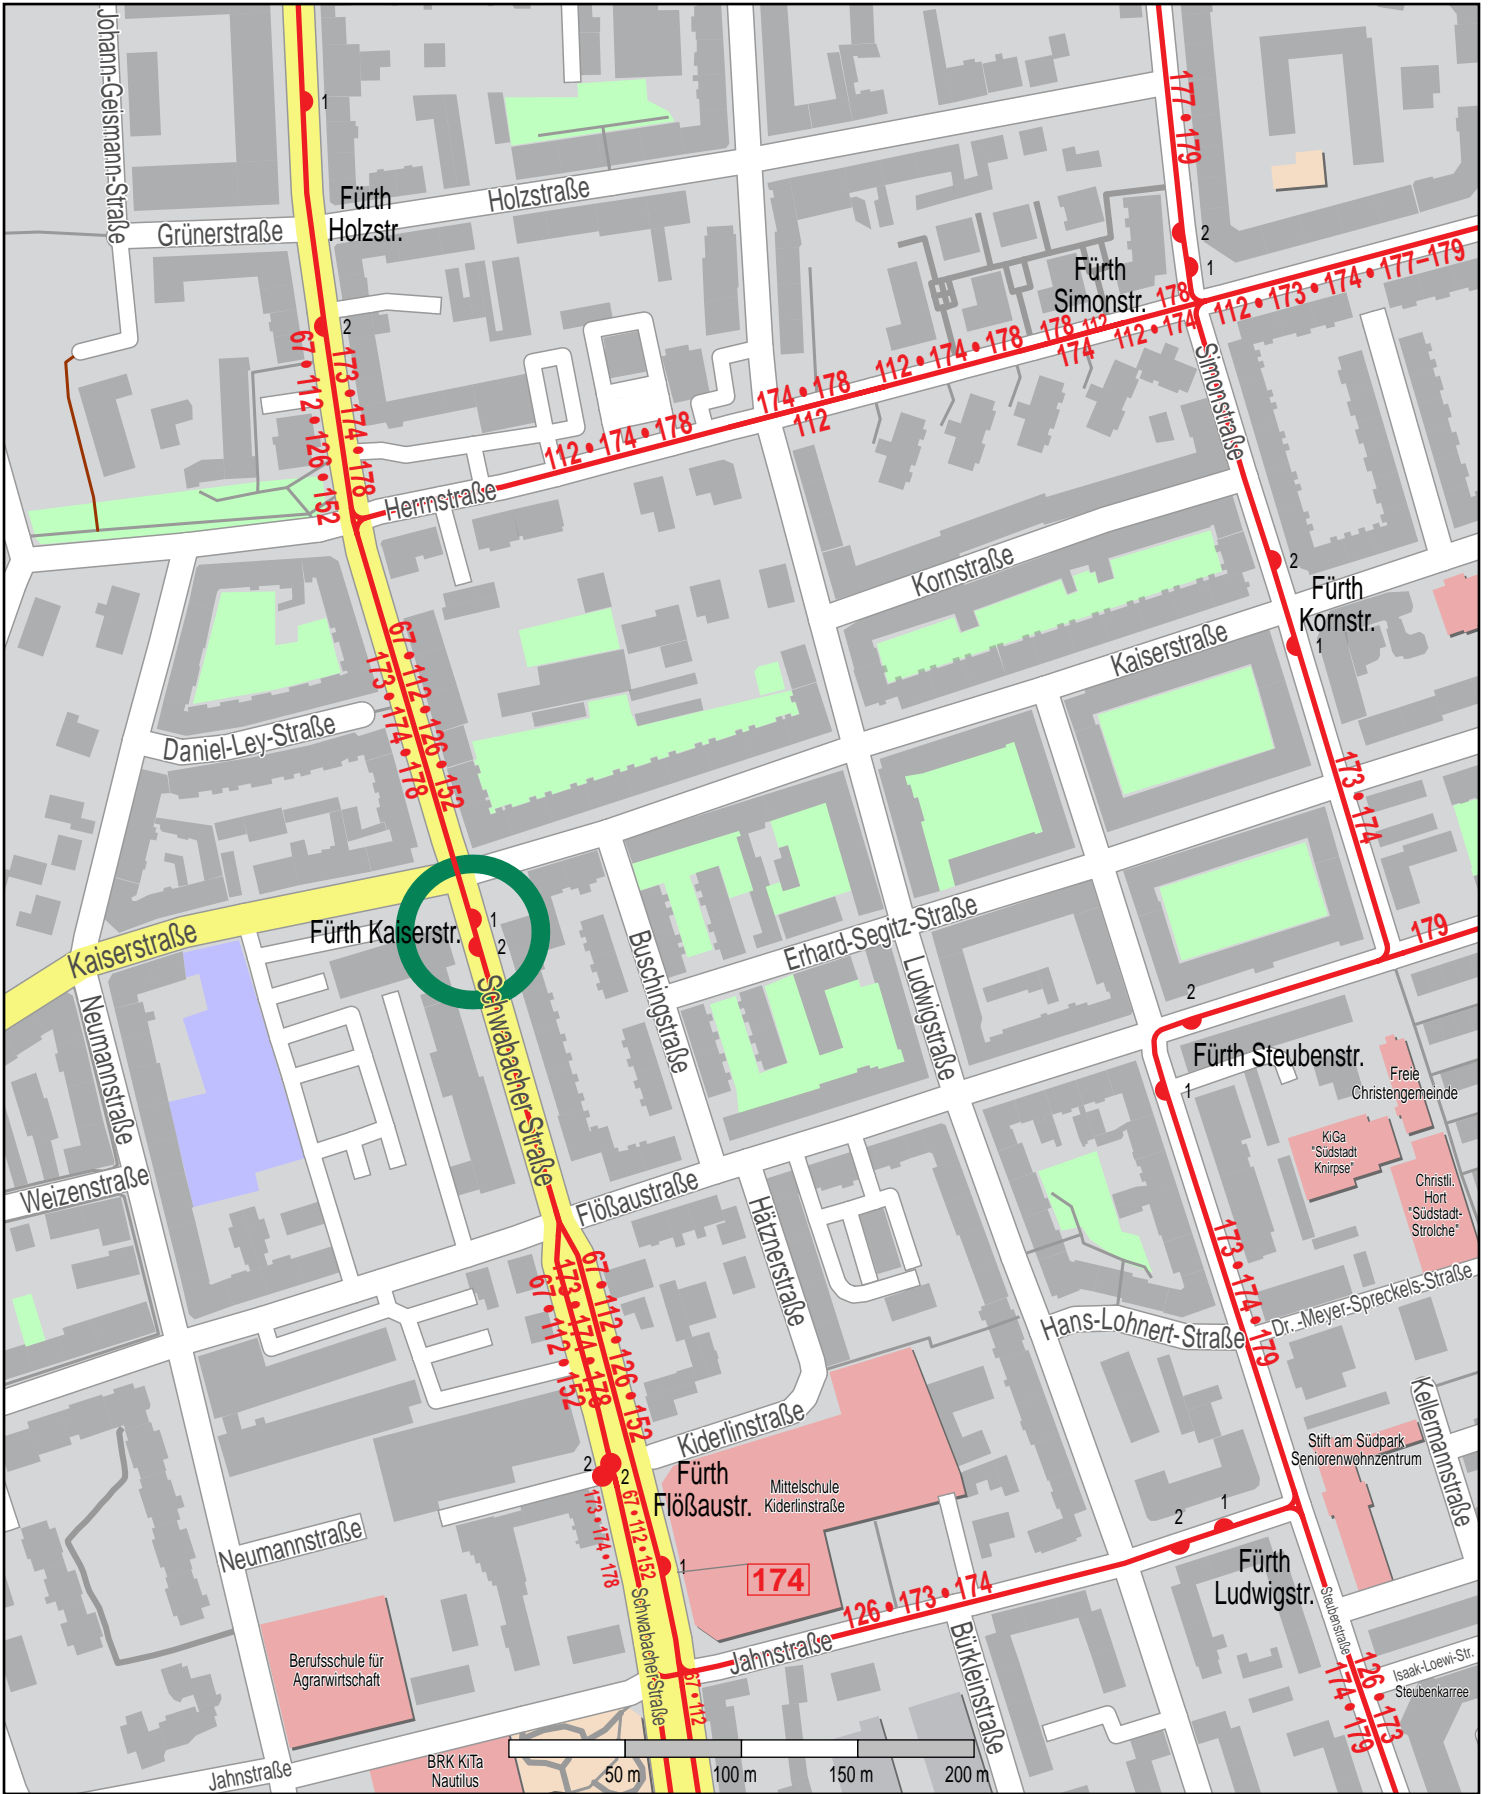 Johann-Geismann-Straße
1
177 • 179
Fürth
Holzstr.
Holzstraße
Grünerstraße
2
1
Fürth
Simonstr.
178
112 • 173 • 174 • 177–179
2
67 • 112 • 126 • 152
173 • 174 • 178
112 • 174 • 178
178
112
174
112 • 174
174 • 178
112
Simonstraße
112 • 174 • 178
Herrnstraße
Kornstraße
2
Fürth
Kornstr.
1
Kaiserstraße
67 • 112 • 126 • 152
173 • 174 • 178
Daniel-Ley-Straße
173 • 174
Fürth Kaiserstr.
1
2
Kaiserstraße
Erhard-Segitz-Straße
179
Buschingstraße
Ludwigstraße
Neumannstraße
Schwabacher Straße
2
Fürth Steubenstr.
1
Freie
Christengemeinde
KiGa
"Südstadt
Knirpse"
Christli.
Hort
"Südstadt-
Strolche"
Weizenstraße
Flößaustraße
Hätznerstraße
67 • 112 • 126 • 152
173 • 174 • 178
67 • 112 • 152
173 • 174 • 179
Hans-Lohnert-Straße
Dr.-Meyer-Spreckels-Straße
Kellermannstraße
Kiderlinstraße
Stift am Südpark
Seniorenwohnzentrum
2
2
Fürth
Flößaustr.
Mittelschule
Kiderlinstraße
173 • 174 • 178
67 • 112 • 152
1
2
1
Neumannstraße
174
Fürth
Ludwigstr.
126 • 173 • 174
Schwabacher Straße
Jahnstraße
Bürkleinstraße
Steubenstraße
Berufsschule für
Agrarwirtschaft
67 • 112
126 • 173
174 • 179
Isaak-Loewi-Str.
Steubenkarree
Jahnstraße
BRK KiTa
Nautilus
50 m
100 m
150 m
200 m